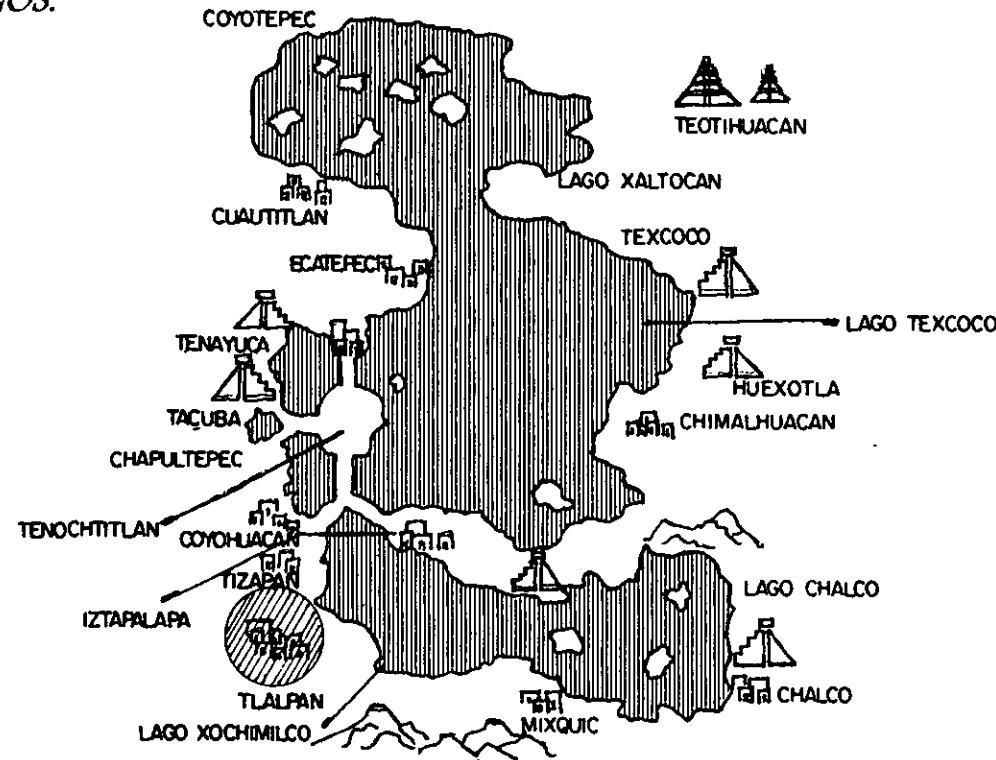 COYOTEPEC
TEOTIHUACAN
LAGO XALTOCAN
CUAUTITLAN
TEXCOCO
ECATEPEC
LAGO TEXCOCO
TENAYUCA
HUEXOTLA
TACUBA
CHIMALHUACAN
CHAPULTEPEC
TENOCHTITLAN
COYOHUACAN
TIZAPAN
LAGO CHALCO
IZTAPALAPA
TLALPAN
CHALCO
MIXQUIC
LAGO XOCHIMILCO